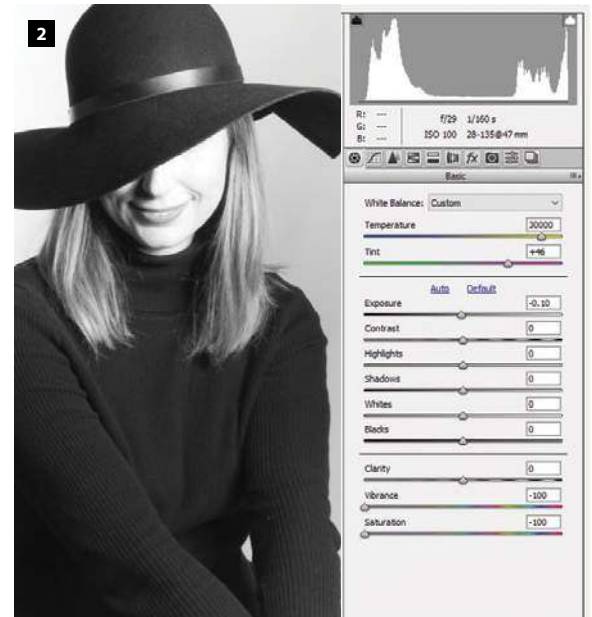 2
R: ---
G: ---
B: ---
f/29 1/160 s
ISO 100 28-135@47 mm
fx
Basic
White Balance: Custom
Temperature 30000
Tint +46
Auto Default
Exposure -0.10
Contrast 0
Highlights 0
Shadows 0
Whites 0
Blacks 0
Clarity 0
Vibrance -100
Saturation -100